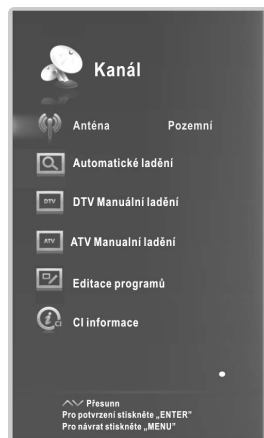 Kanál
Anténa Pozemní
Automatické ladění
DTV DTV Manuální ladění
ATV ATV Manualní ladění
Editace programů
CI CI informace
Přesunn
Pro potvrzení stiskněte „ENTER"
Pro návrat stiskněte „MENU"